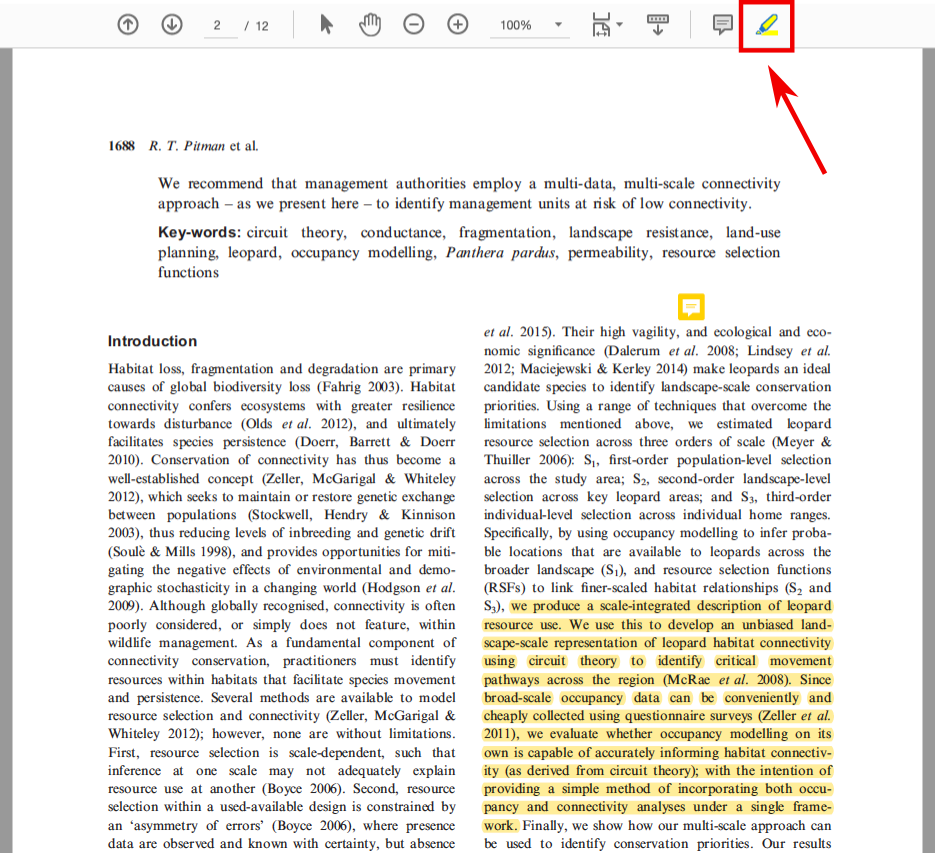 2 / 12 100%
1688 R. T. Pitman et al.
We recommend that management authorities employ a multi-data, multi-scale connectivity
approach – as we present here – to identify management units at risk of low connectivity.
Key-words: circuit theory, conductance, fragmentation, landscape resistance, land-use
planning, leopard, occupancy modelling, Panthera pardus, permeability, resource selection
functions
Introduction
Habitat loss, fragmentation and degradation are primary
causes of global biodiversity loss (Fahrig 2003). Habitat
connectivity confers ecosystems with greater resilience
towards disturbance (Olds et al. 2012), and ultimately
facilitates species persistence (Doerr, Barrett & Doerr
2010). Conservation of connectivity has thus become a
well-established concept (Zeller, McGarigal & Whiteley
2012), which seeks to maintain or restore genetic exchange
between populations (Stockwell, Hendry & Kinnison
2003), thus reducing levels of inbreeding and genetic drift
(Soulè & Mills 1998), and provides opportunities for miti-
gating the negative effects of environmental and demo-
graphic stochasticity in a changing world (Hodgson et al.
2009). Although globally recognised, connectivity is often
poorly considered, or simply does not feature, within
wildlife management. As a fundamental component of
connectivity conservation, practitioners must identify
resources within habitats that facilitate species movement
and persistence. Several methods are available to model
resource selection and connectivity (Zeller, McGarigal &
Whiteley 2012); however, none are without limitations.
First, resource selection is scale-dependent, such that
inference at one scale may not adequately explain
resource use at another (Boyce 2006). Second, resource
selection within a used-available design is constrained by
an ‘asymmetry of errors’ (Boyce 2006), where presence
data are observed and known with certainty, but absence
et al. 2015). Their high vagility, and ecological and eco-
nomic significance (Dalerum et al. 2008; Lindsey et al.
2012; Maciejewski & Kerley 2014) make leopards an ideal
candidate species to identify landscape-scale conservation
priorities. Using a range of techniques that overcome the
limitations mentioned above, we estimated leopard
resource selection across three orders of scale (Meyer &
Thuiller 2006): S₁, first-order population-level selection
across the study area; S₂, second-order landscape-level
selection across key leopard areas; and S₃, third-order
individual-level selection across individual home ranges.
Specifically, by using occupancy modelling to infer proba-
ble locations that are available to leopards across the
broader landscape (S₁), and resource selection functions
(RSFs) to link finer-scaled habitat relationships (S₂ and
S₃), we produce a scale-integrated description of leopard
resource use. We use this to develop an unbiased land-
scape-scale representation of leopard habitat connectivity
using circuit theory to identify critical movement
pathways across the region (McRae et al. 2008). Since
broad-scale occupancy data can be conveniently and
cheaply collected using questionnaire surveys (Zeller et al.
2011), we evaluate whether occupancy modelling on its
own is capable of accurately informing habitat connectiv-
ity (as derived from circuit theory); with the intention of
providing a simple method of incorporating both occu-
pancy and connectivity analyses under a single frame-
work. Finally, we show how our multi-scale approach can
be used to identify conservation priorities. Our results